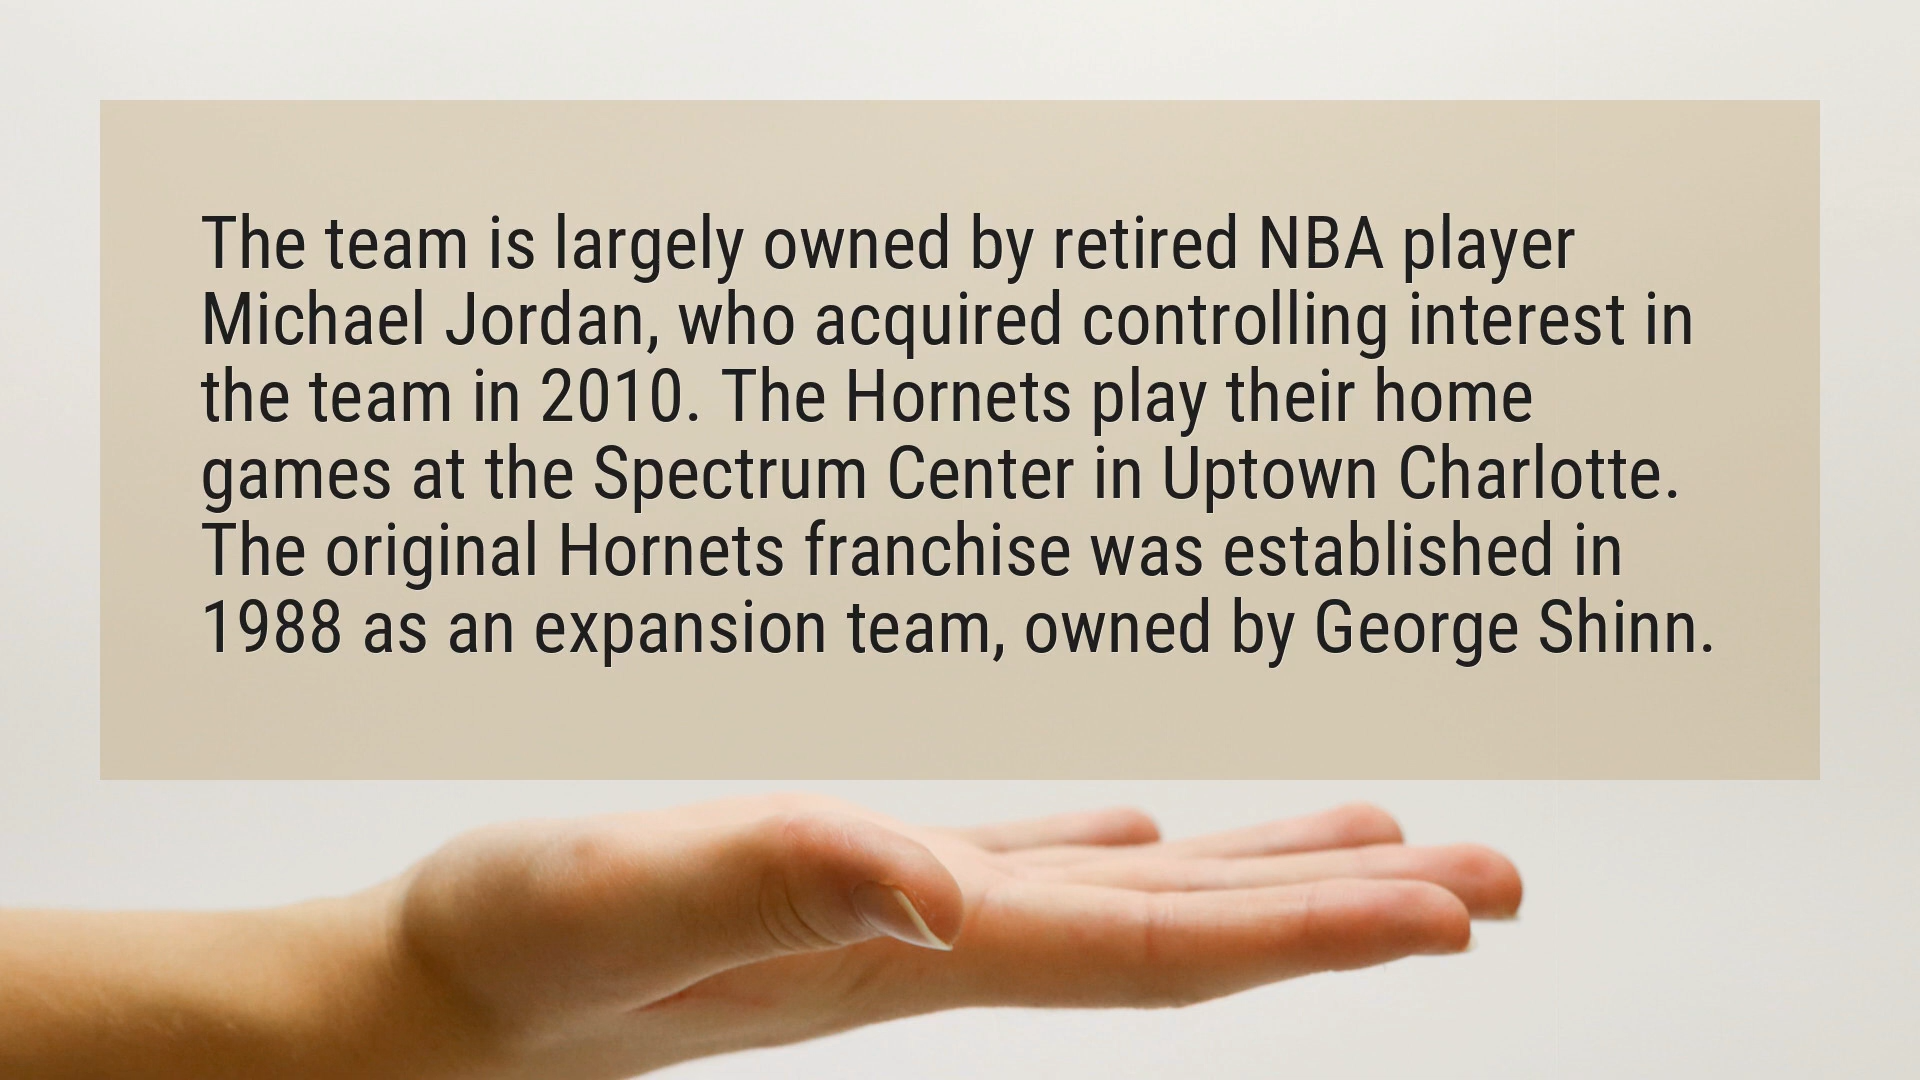 The team is largely owned by retired NBA player
Michael Jordan, who acquired controlling interest in
the team in 2010. The Hornets play their home
games at the Spectrum Center in Uptown Charlotte.
The original Hornets franchise was established in
1988 as an expansion team, owned by George Shinn.